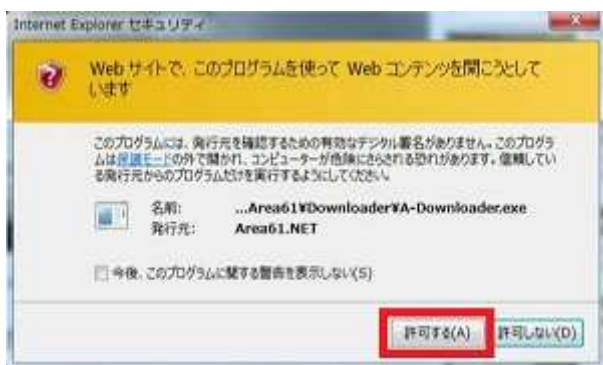 Internet Explorer セキュリティ
Web サイトで、このプログラムを使って Web コンテンツを開こうとして
います
このプログラムには、発行元を確認するための有効なデジタル署名がありません。このプログラ
ムは保護モードの外で開かれ、コンピューターが危険にさらされる恐れがあります。信頼してい
る発行元からのプログラムだけを実行するようにしてください。
名前: ...Area61¥Downloader¥A-Downloader.exe
発行元: Area61.NET
今後、このプログラムに関する警告を表示しない(S)
許可する(A) 許可しない(D)